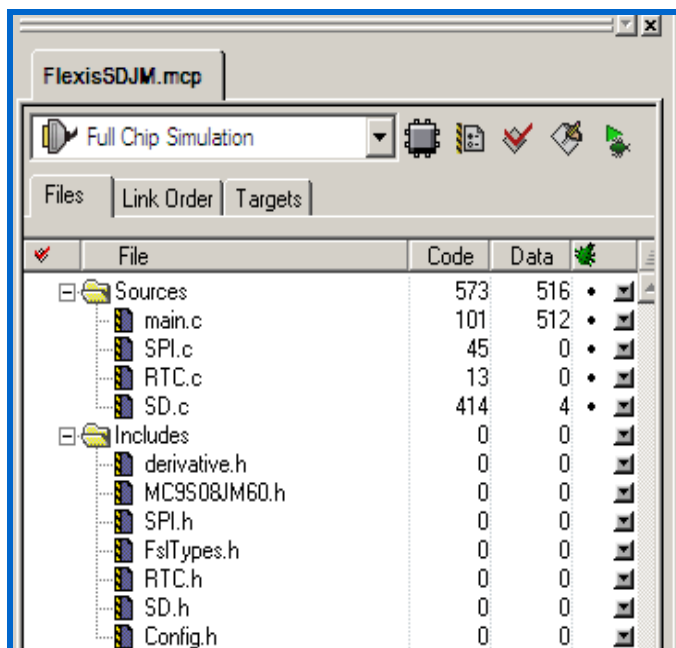 FlexisSDJM.mcp
Full Chip Simulation
Files Link Order Targets
File Code Data
Sources 573 516
main.c 101 512
SPI.c 45 0
RTC.c 13 0
SD.c 414 4
Includes 0 0
derivative.h 0 0
MC9S08JM60.h 0 0
SPI.h 0 0
FslTypes.h 0 0
RTC.h 0 0
SD.h 0 0
Config.h 0 0